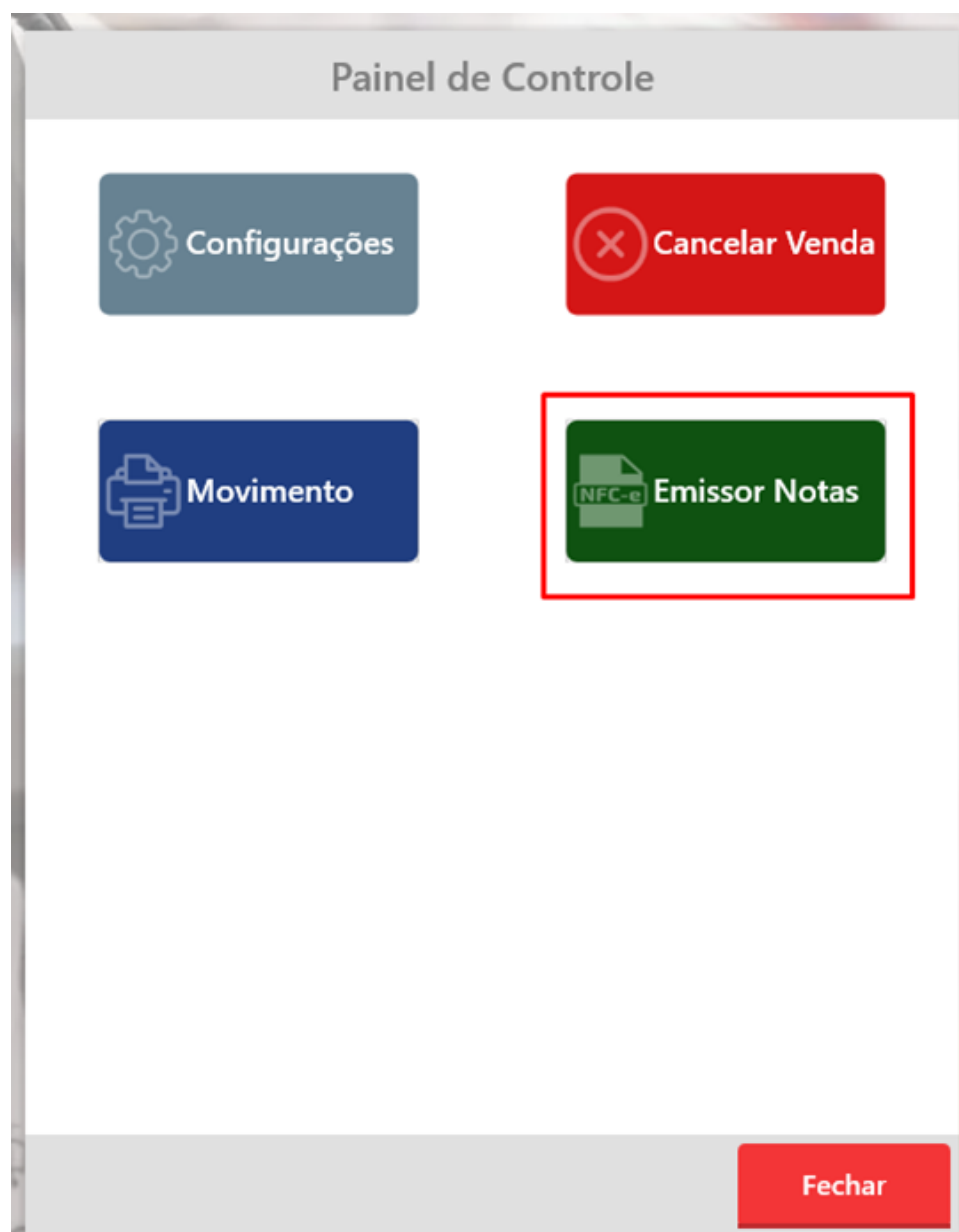 Painel de Controle
Configurações
Cancelar Venda
Movimento
NFC-e
Emissor Notas
Fechar